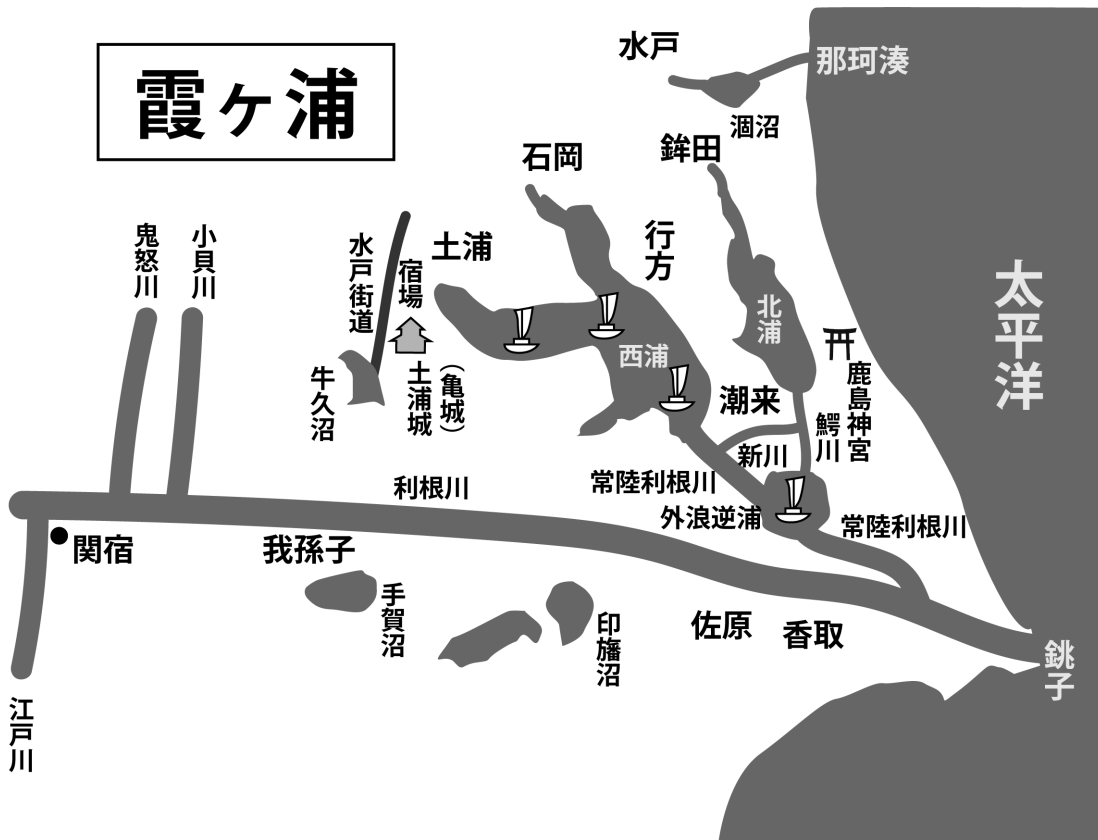 霞ヶ浦
水戸
那珂湊
涸沼
鉾田
石岡
行方
土浦
鬼怒川
小貝川
水戸街道
宿場
北浦
西浦
太平洋
牛久沼
土浦城
（亀城）
潮来
鹿島神宮
鰐川
新川
利根川
常陸利根川
外浪逆浦
常陸利根川
関宿
我孫子
手賀沼
印旛沼
佐原
香取
銚子
江戸川